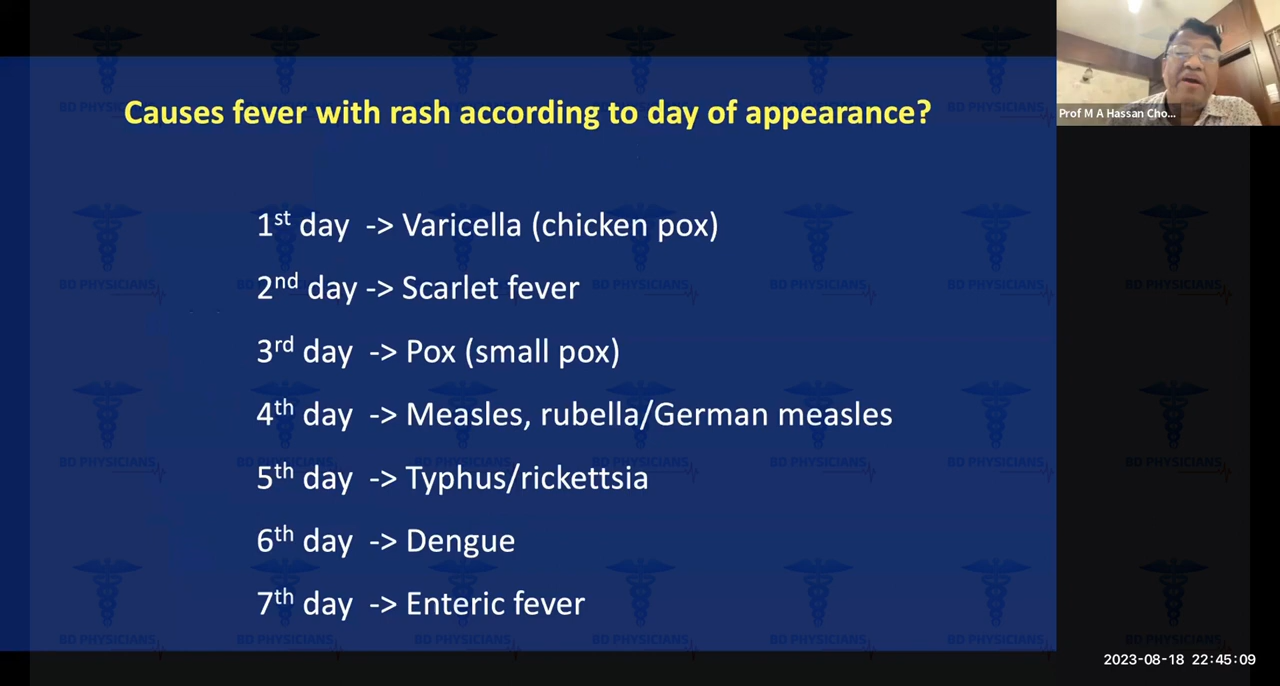 Causes fever with rash according to day of appearance?
1st day -> Varicella (chicken pox)
2nd day -> Scarlet fever
3rd day -> Pox (small pox)
4th day -> Measles, rubella/German measles
5th day -> Typhus/rickettsia
6th day -> Dengue
7th day -> Enteric fever
Prof M A Hassan Cho...
BD PHYSICIANS
2023-08-18 22:45:09